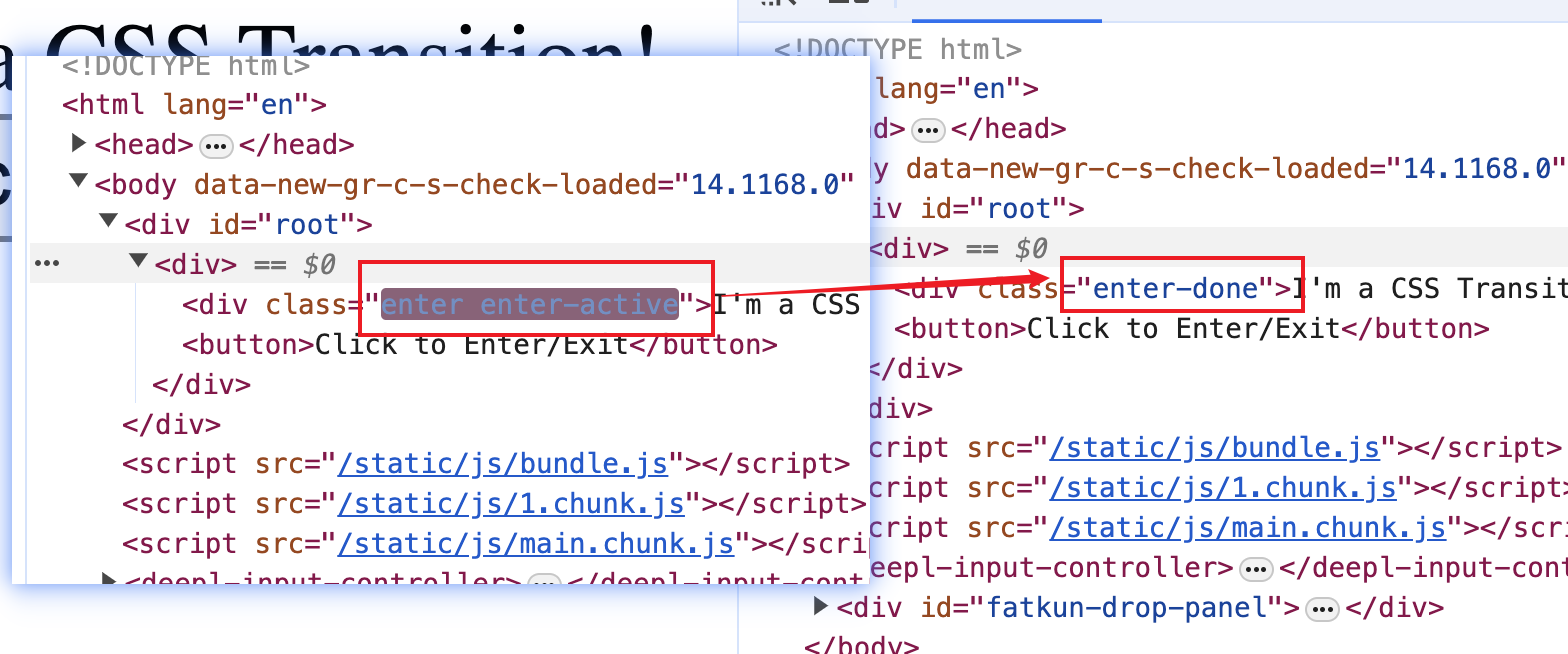 a CSS Transition!
<!DOCTYPE html>
<html lang="en">
<head> ••• </head>
<body data-new-gr-c-s-check-loaded="14.1168.0"
<div id="root">
••• <div> == $0
<div class="enter enter-active">I'm a CSS
<button>Click to Enter/Exit</button>
</div>
</div>
<script src="/static/js/bundle.js"></script>
<script src="/static/js/1.chunk.js"></script>
<script src="/static/js/main.chunk.js"></scri
<deepl-input-controller> ••• </deepl-input-cont
<!DOCTYPE html>
lang="en">
d> ••• </head>
y data-new-gr-c-s-check-loaded="14.1168.0"
iv id="root">
<div> == $0
<div class="enter-done">I'm a CSS Transit
<button>Click to Enter/Exit</button>
</div>
div>
cript src="/static/js/bundle.js"></script>
cript src="/static/js/1.chunk.js"></script>
cript src="/static/js/main.chunk.js"></scri
eepl-input-controller> ••• </deepl-input-cont
<div id="fatkun-drop-panel"> ••• </div>
</body>